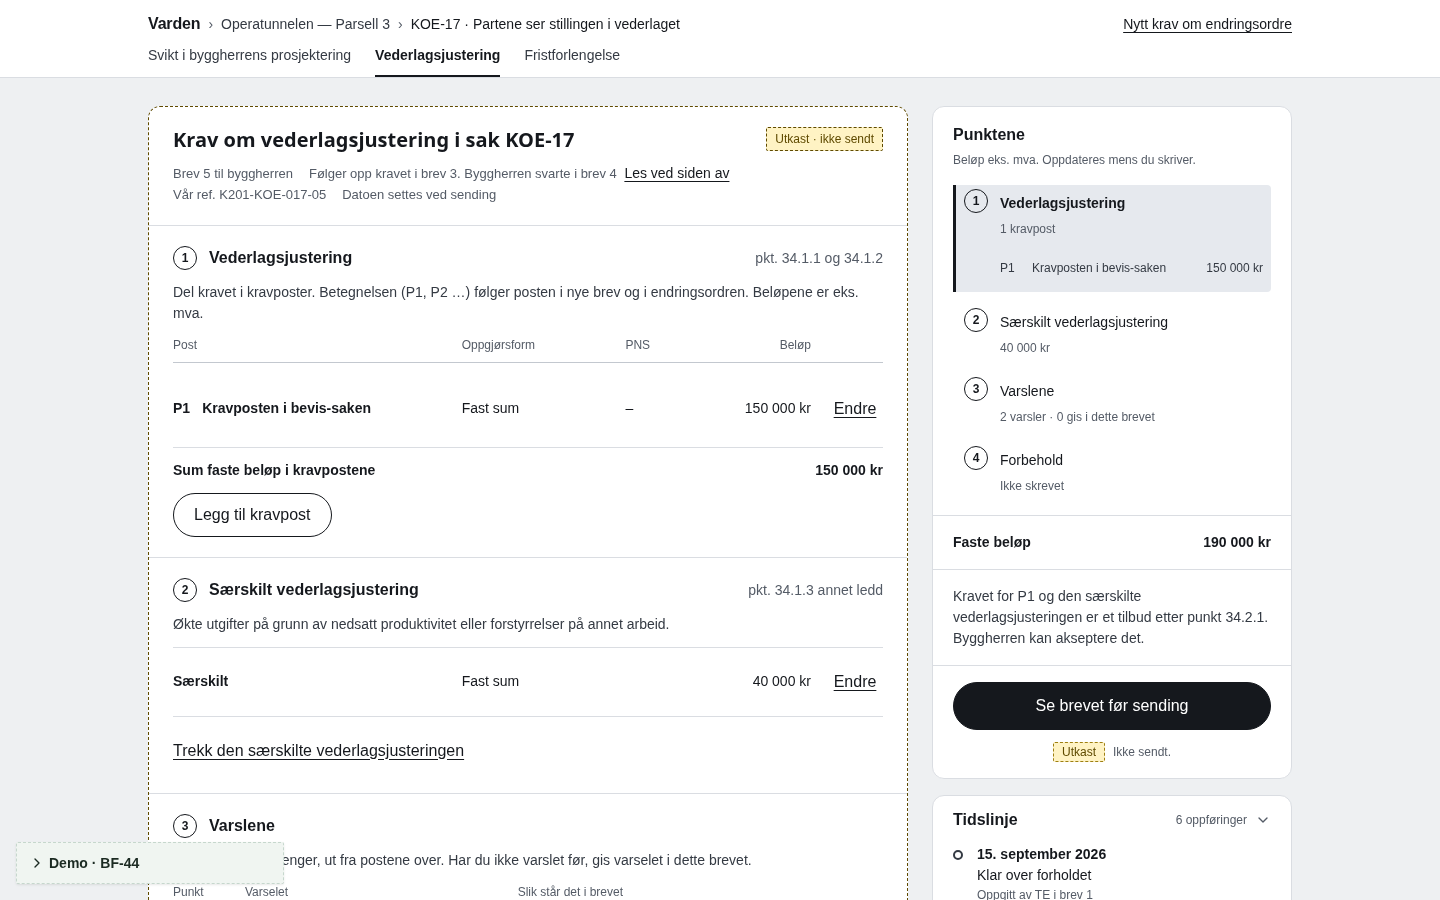 Varden › Operatunnelen — Parsell 3 › KOE-17 · Partene ser stillingen i vederlaget
Nytt krav om endringsordre
Svikt i byggherrens prosjektering
Vederlagsjustering
Fristforlengelse
Krav om vederlagsjustering i sak KOE-17
Utkast · ikke sendt
Brev 5 til byggherren Følger opp kravet i brev 3. Byggherren svarte i brev 4 Les ved siden av
Vår ref. K201-KOE-017-05 Datoen settes ved sending
1 Vederlagsjustering pkt. 34.1.1 og 34.1.2
Del kravet i kravposter. Betegnelsen (P1, P2 …) følger posten i nye brev og i endringsordren. Beløpene er eks.
mva.
Post Oppgjørsform PNS Beløp
P1 Kravposten i bevis-saken Fast sum – 150 000 kr Endre
Sum faste beløp i kravpostene 150 000 kr
Legg til kravpost
2 Særskilt vederlagsjustering pkt. 34.1.3 annet ledd
Økte utgifter på grunn av nedsatt produktivitet eller forstyrrelser på annet arbeid.
Særskilt Fast sum 40 000 kr Endre
Trekk den særskilte vederlagsjusteringen
3 Varslene
enger, ut fra postene over. Har du ikke varslet før, gis varselet i dette brevet.
Punkt Varselet Slik står det i brevet
Demo · BF-44
Punktene
Beløp eks. mva. Oppdateres mens du skriver.
1 Vederlagsjustering
1 kravpost
P1 Kravposten i bevis-saken 150 000 kr
2 Særskilt vederlagsjustering
40 000 kr
3 Varslene
2 varsler · 0 gis i dette brevet
4 Forbehold
Ikke skrevet
Faste beløp 190 000 kr
Kravet for P1 og den særskilte
vederlagsjusteringen er et tilbud etter punkt 34.2.1.
Byggherren kan akseptere det.
Se brevet før sending
Utkast Ikke sendt.
Tidslinje 6 oppføringer
15. september 2026
Klar over forholdet
Oppgitt av TE i brev 1